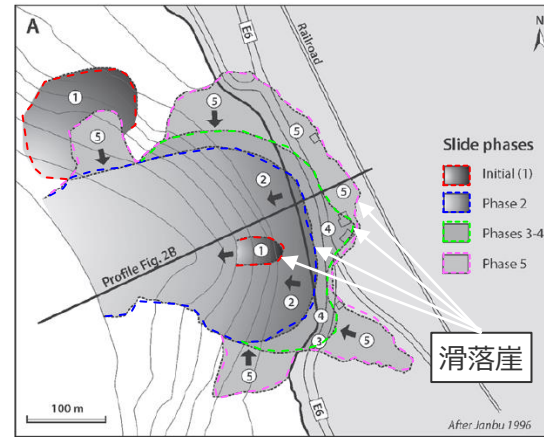 A
E6
Railroad
N
1
5
5
5
5
2
4
1
2
Profile Fig. 2B
4
3
5
5
E6
100 m
Slide phases
Initial (1)
Phase 2
Phases 3-4
Phase 5
滑落崖
After Janbu 1996